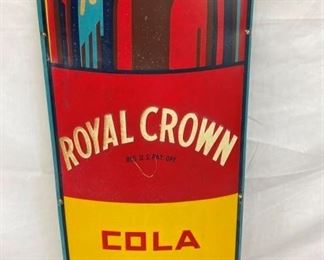 ROYAL CROWN
REG. U.S. PAT. OFF.
COLA